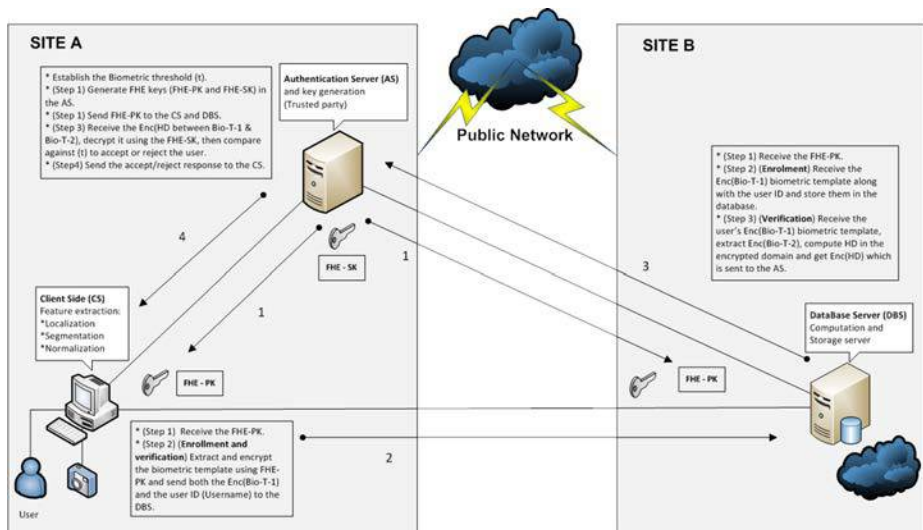 SITE A
* Establish the Biometric threshold (t).
* (Step 1) Generate FHE keys (FHE-PK and FHE-SK) in
the AS.
* (Step 1) Send FHE-PK to the CS and DBS.
* (Step 3) Receive the Enc(HD between Bio-T-1 &
Bio-T-2), decrypt it using the FHE-SK, then compare
against (t) to accept or reject the user.
* (Step4) Send the accept/reject response to the CS.
Authentication Server (AS)
and key generation
(Trusted party)
Public Network
SITE B
* (Step 1) Receive the FHE-PK.
* (Step 2) (Enrolment) Receive the
Enc(Bio-T-1) biometric template along
with the user ID and store them in the
database.
* (Step 3) (Verification) Receive the
user's Enc(Bio-T-1) biometric template,
extract Enc(Bio-T-2), compute HD in the
encrypted domain and get Enc(HD) which
is sent to the AS.
4
1
3
FHE - SK
1
Client Side (CS)
Feature extraction:
*Localization
*Segmentation
*Normalization
DataBase Server (DBS)
Computation and
Storage server
FHE - PK
FHE - PK
* (Step 1) Receive the FHE-PK.
* (Step 2) (Enrollment and
verification) Extract and encrypt
the biometric template using FHE-
PK and send both the Enc(Bio-T-1)
and the user ID (Username) to the
DBS.
2
User